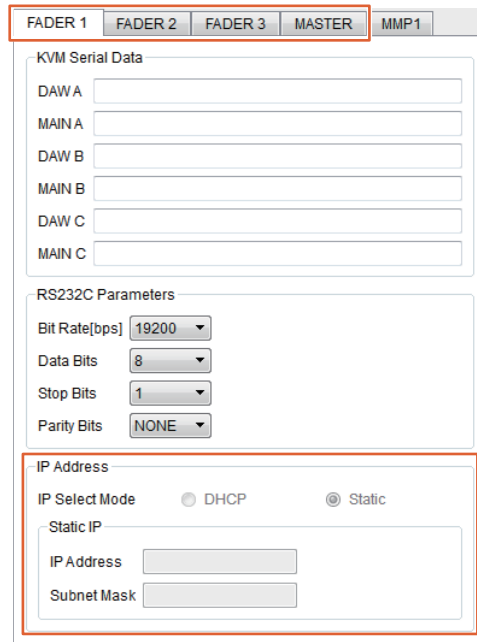 FADER 1 FADER 2 FADER 3 MASTER MMP1
KVM Serial Data
DAW A
MAIN A
DAW B
MAIN B
DAW C
MAIN C
RS232C Parameters
Bit Rate[bps] 19200
Data Bits 8
Stop Bits 1
Parity Bits NONE
IP Address
IP Select Mode DHCP Static
Static IP
IP Address
Subnet Mask